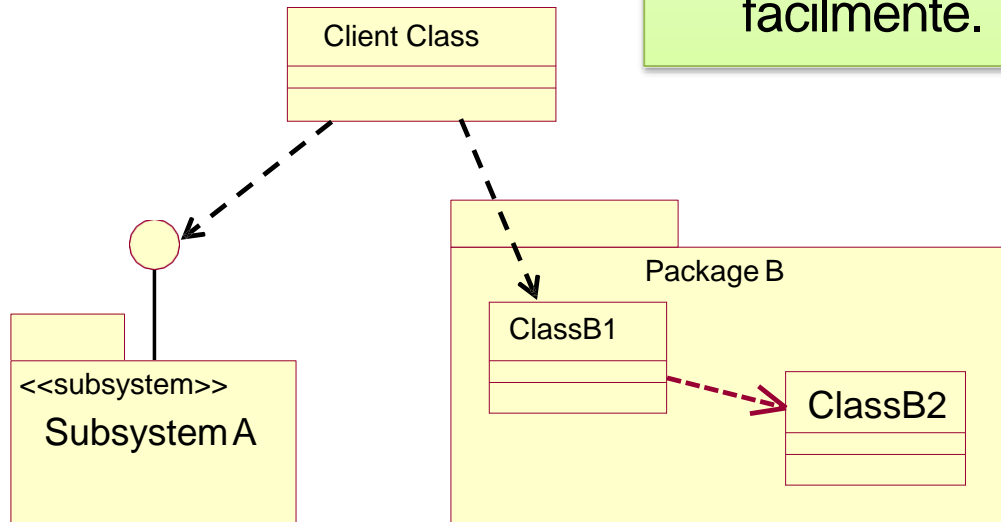 facilmente.
Client Class
Package B
ClassB1
<<subsystem>>
Subsystem A
ClassB2